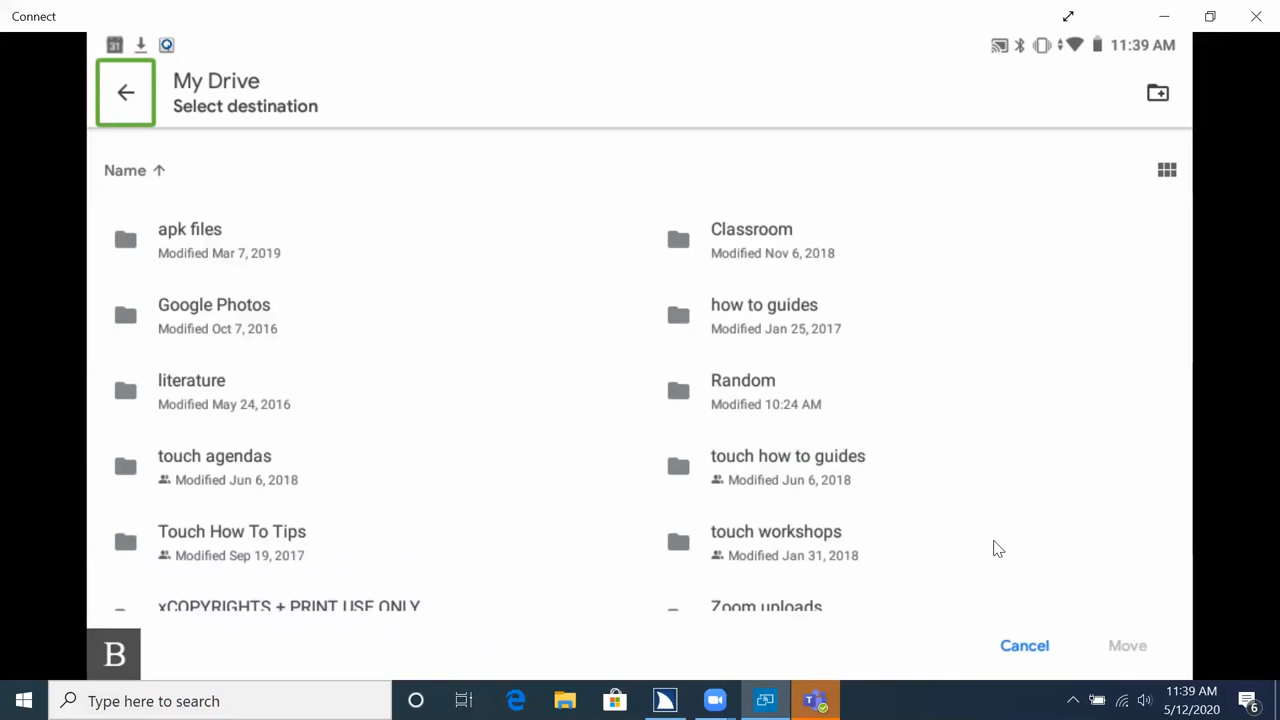 Connect
31
11:39 AM
My Drive
Select destination
Name
apk files
Modified Mar 7, 2019
Classroom
Modified Nov 6, 2018
Google Photos
Modified Oct 7, 2016
how to guides
Modified Jan 25, 2017
literature
Modified May 24, 2016
Random
Modified 10:24 AM
touch agendas
Modified Jun 6, 2018
touch how to guides
Modified Jun 6, 2018
Touch How To Tips
Modified Sep 19, 2017
touch workshops
Modified Jan 31, 2018
xCOPYRIGHTS + PRINT USE ONLY
Zoom uploads
B
Cancel
Move
Type here to search
11:39 AM
5/12/2020
6